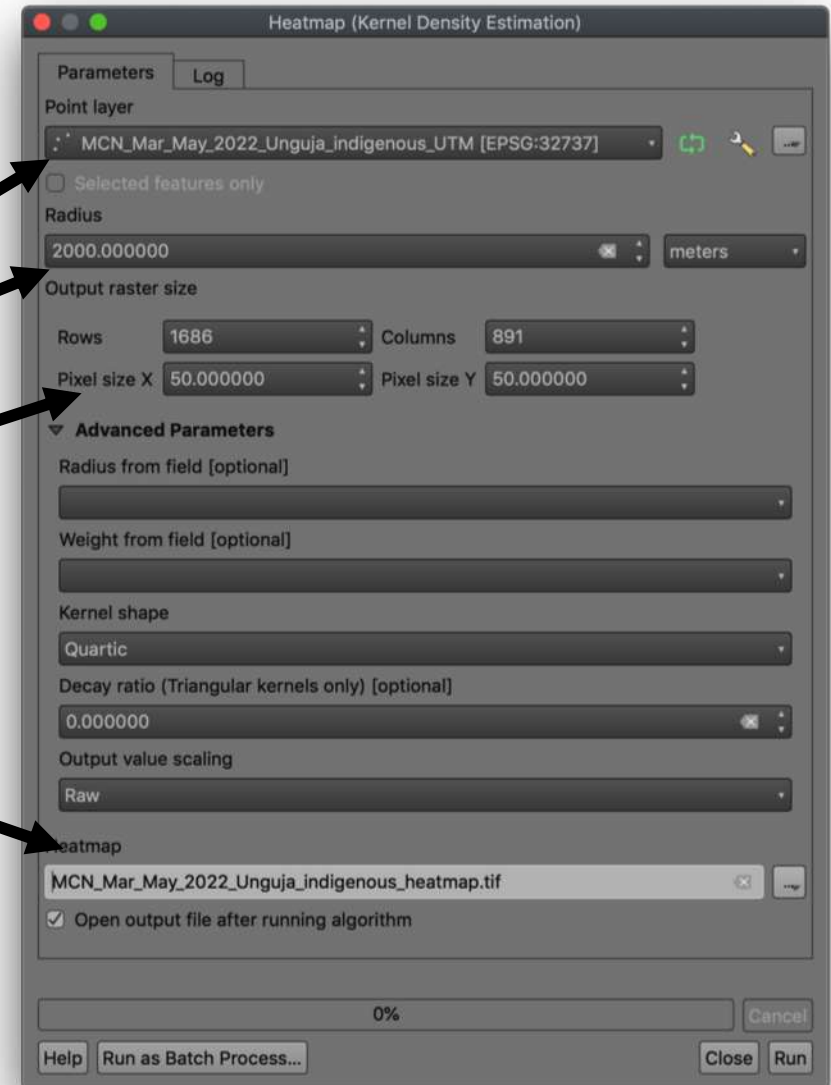 Heatmap (Kernel Density Estimation)
Parameters Log
Point layer
MCN_Mar_May_2022_Unguja_indigenous_UTM [EPSG:32737]
Selected features only
Radius
2000.000000 meters
Output raster size
Rows 1686 Columns 891
Pixel size X 50.000000 Pixel size Y 50.000000
Advanced Parameters
Radius from field [optional]
Weight from field [optional]
Kernel shape
Quartic
Decay ratio (Triangular kernels only) [optional]
0.000000
Output value scaling
Raw
Heatmap
MCN_Mar_May_2022_Unguja_indigenous_heatmap.tif
Open output file after running algorithm
0% Cancel
Help Run as Batch Process... Close Run